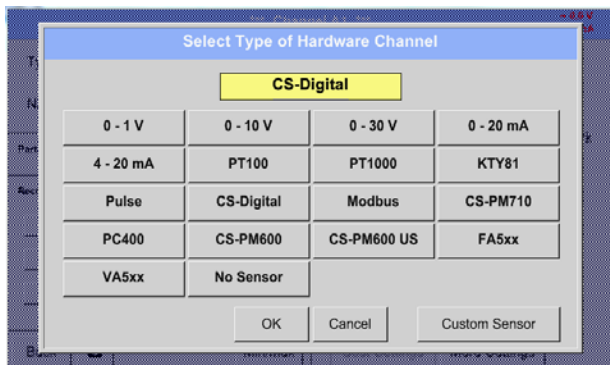 *** Channel A1 ***
Select Type of Hardware Channel
CS-Digital
0 - 1 V
0 - 10 V
0 - 30 V
0 - 20 mA
4 - 20 mA
PT100
PT1000
KTY81
Pulse
CS-Digital
Modbus
CS-PM710
PC400
CS-PM600
CS-PM600 US
FA5xx
VA5xx
No Sensor
OK
Cancel
Custom Sensor